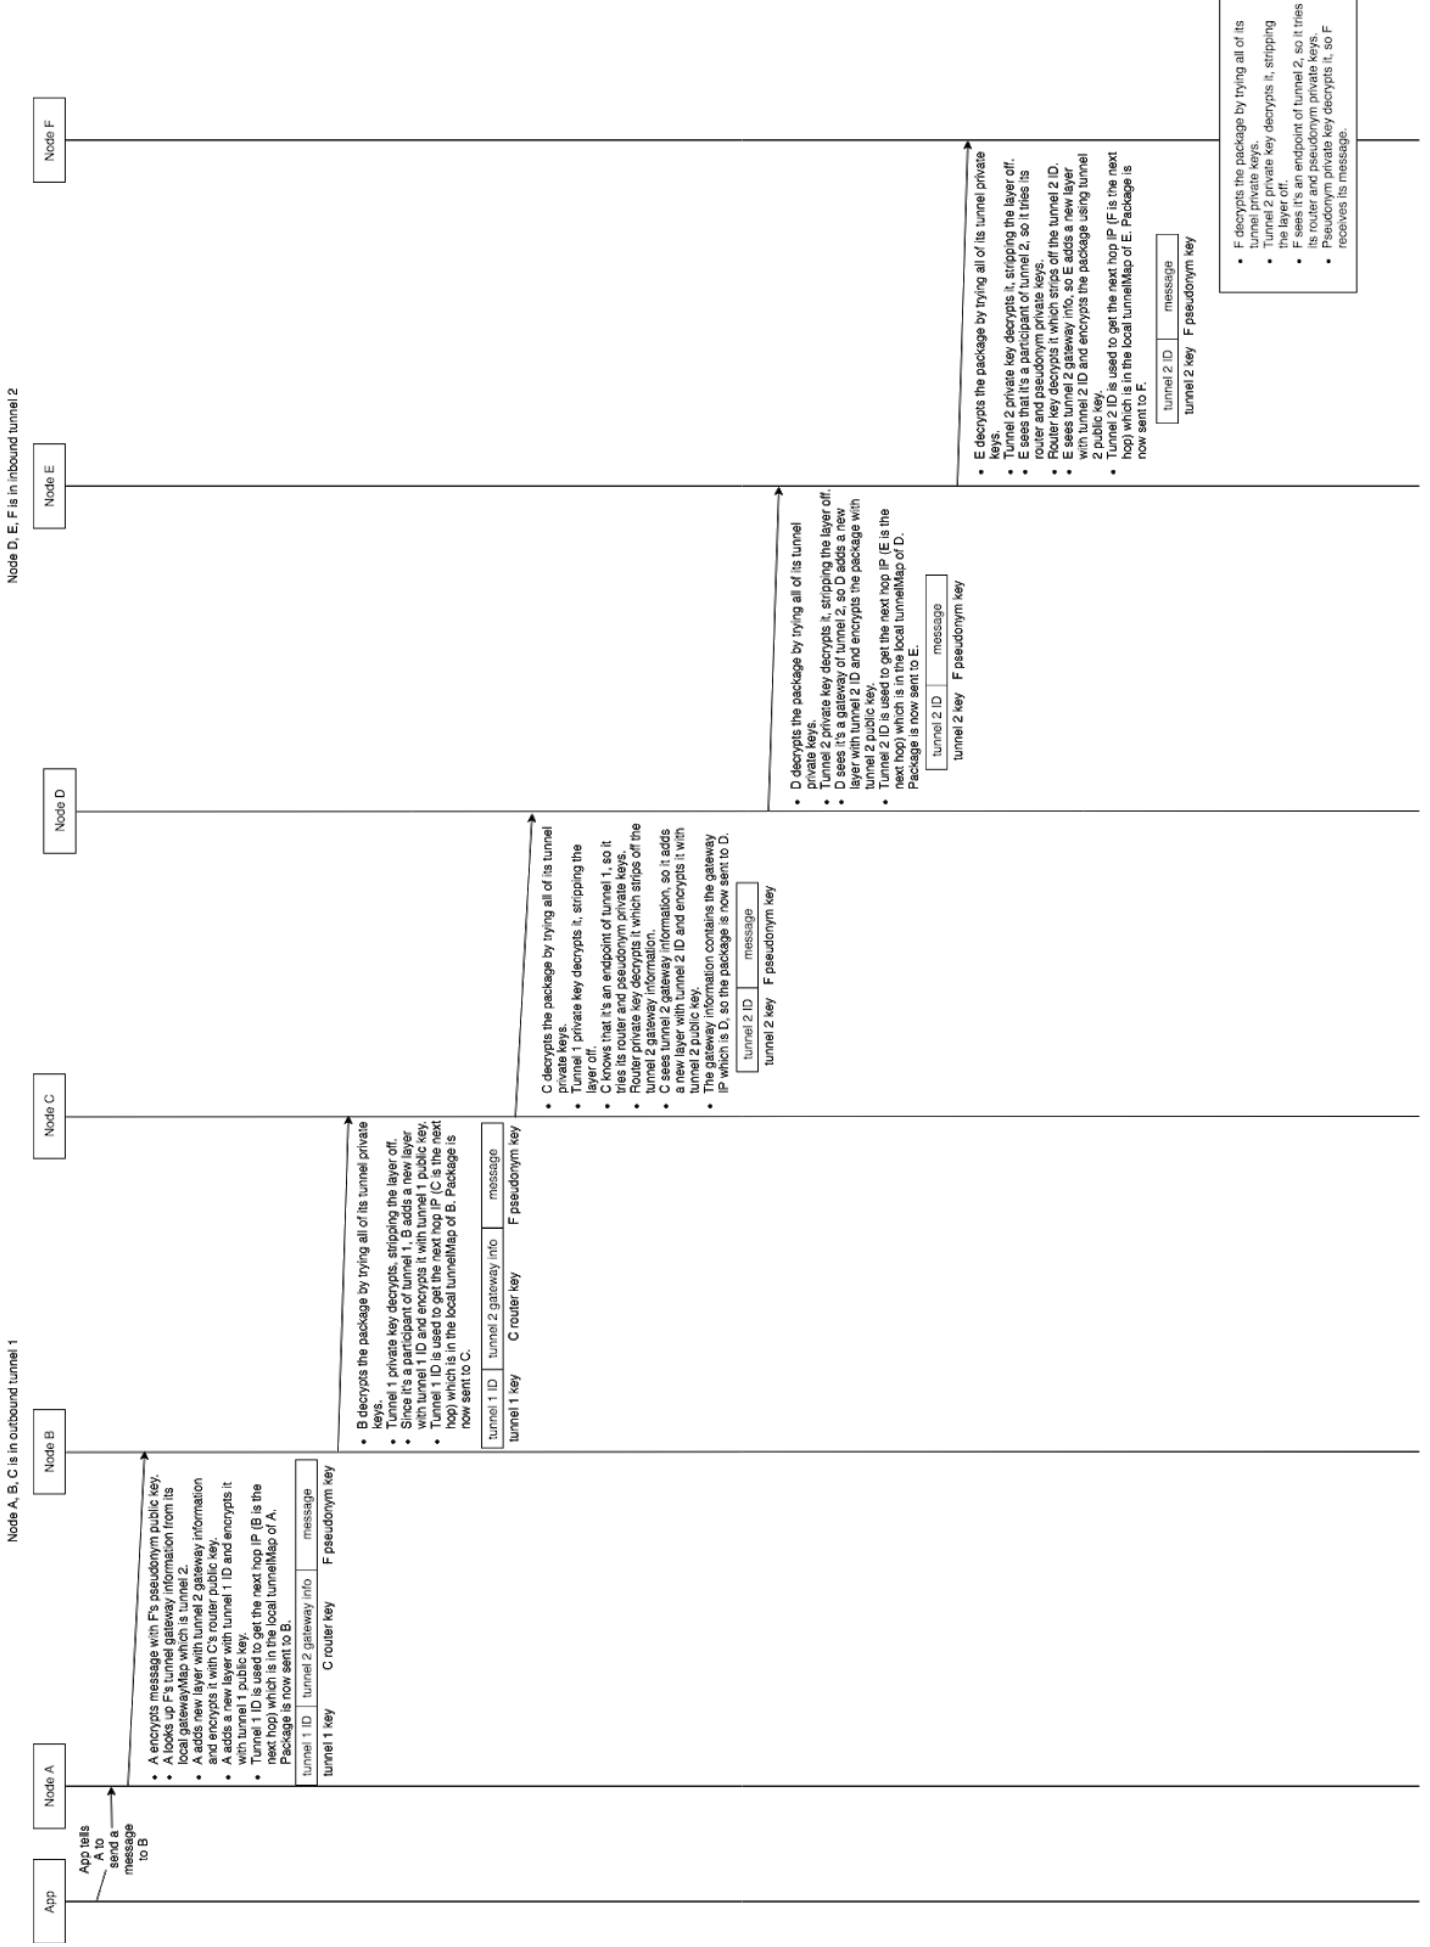 Node A, B, C is in outbound tunnel 1
Node D, E, F is in inbound tunnel 2
App
Node A
Node B
Node C
Node D
Node E
Node F
App tells
A to
send a
message
to B
• A encrypts message with F's pseudonym public key.
• A looks up F's tunnel gateway information from its
local gatewayMap which is tunnel 2.
• A adds new layer with tunnel 2 gateway information
and encrypts it with C's router public key.
• A adds a new layer with tunnel 1 ID and encrypts it
with tunnel 1 public key.
• Tunnel 1 ID is used to get the next hop IP (B is the
next hop) which is in the local tunnelMap of A.
Package is now sent to B.
tunnel 1 ID tunnel 2 gateway info message
tunnel 1 key C router key F pseudonym key
• B decrypts the package by trying all of its tunnel private
keys.
• Tunnel 1 private key decrypts, stripping the layer off.
• Since it's a participant of tunnel 1, B adds a new layer
with tunnel 1 ID and encrypts it with tunnel 1 public key.
• Tunnel 1 ID is used to get the next hop IP (C is the next
hop) which is in the local tunnelMap of B. Package is
now sent to C.
tunnel 1 ID tunnel 2 gateway info message
tunnel 1 key C router key F pseudonym key
• C decrypts the package by trying all of its tunnel
private keys.
• Tunnel 1 private key decrypts it, stripping the
layer off.
• C knows that it's an endpoint of tunnel 1, so it
tries its router and pseudonym private keys.
• Router private key decrypts it which strips off the
tunnel 2 gateway information.
• C sees tunnel 2 gateway information, so it adds
a new layer with tunnel 2 ID and encrypts it with
tunnel 2 public key.
• The gateway information contains the gateway
IP which is D, so the package is now sent to D.
tunnel 2 ID message
tunnel 2 key F pseudonym key
• D decrypts the package by trying all of its tunnel
private keys.
• Tunnel 2 private key decrypts it, stripping the layer off.
• D sees it's a gateway of tunnel 2, so D adds a new
layer with tunnel 2 ID and encrypts the package with
tunnel 2 public key.
• Tunnel 2 ID is used to get the next hop IP (E is the
next hop) which is in the local tunnelMap of D.
Package is now sent to E.
tunnel 2 ID message
tunnel 2 key F pseudonym key
• E decrypts the package by trying all of its tunnel private
keys.
• Tunnel 2 private key decrypts it, stripping the layer off.
• E sees that it's a participant of tunnel 2, so it tries its
router and pseudonym private keys.
• Router key decrypts it which strips off the tunnel 2 ID.
• E sees tunnel 2 gateway info, so E adds a new layer
with tunnel 2 ID and encrypts the package using tunnel
2 public key.
• Tunnel 2 ID is used to get the next hop IP (F is the next
hop) which is in the local tunnelMap of E. Package is
now sent to F.
tunnel 2 ID message
tunnel 2 key F pseudonym key
• F decrypts the package by trying all of its
tunnel private keys.
• Tunnel 2 private key decrypts it, stripping
the layer off.
• F sees it's an endpoint of tunnel 2, so it tries
its router and pseudonym private keys.
• Pseudonym private key decrypts it, so F
receives its message.